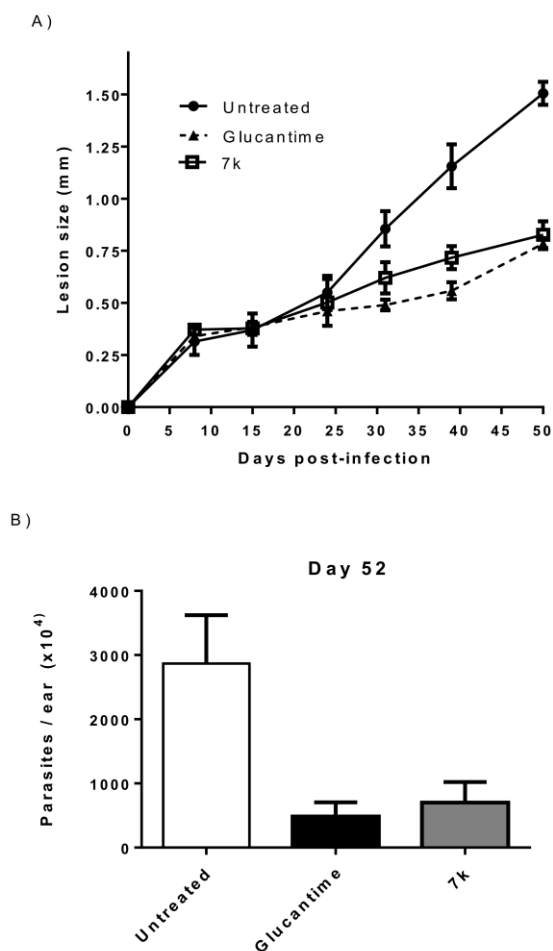 A)
Lesion size (mm)
1.50
1.25
1.00
0.75
0.50
0.25
0.00
Untreated
Glucantime
7k
0 5 10 15 20 25 30 35 40 45 50
Days post-infection
B)
Day 52
Parasites / ear (x10⁴)
4000
3000
2000
1000
0
Untreated
Glucantime
7k